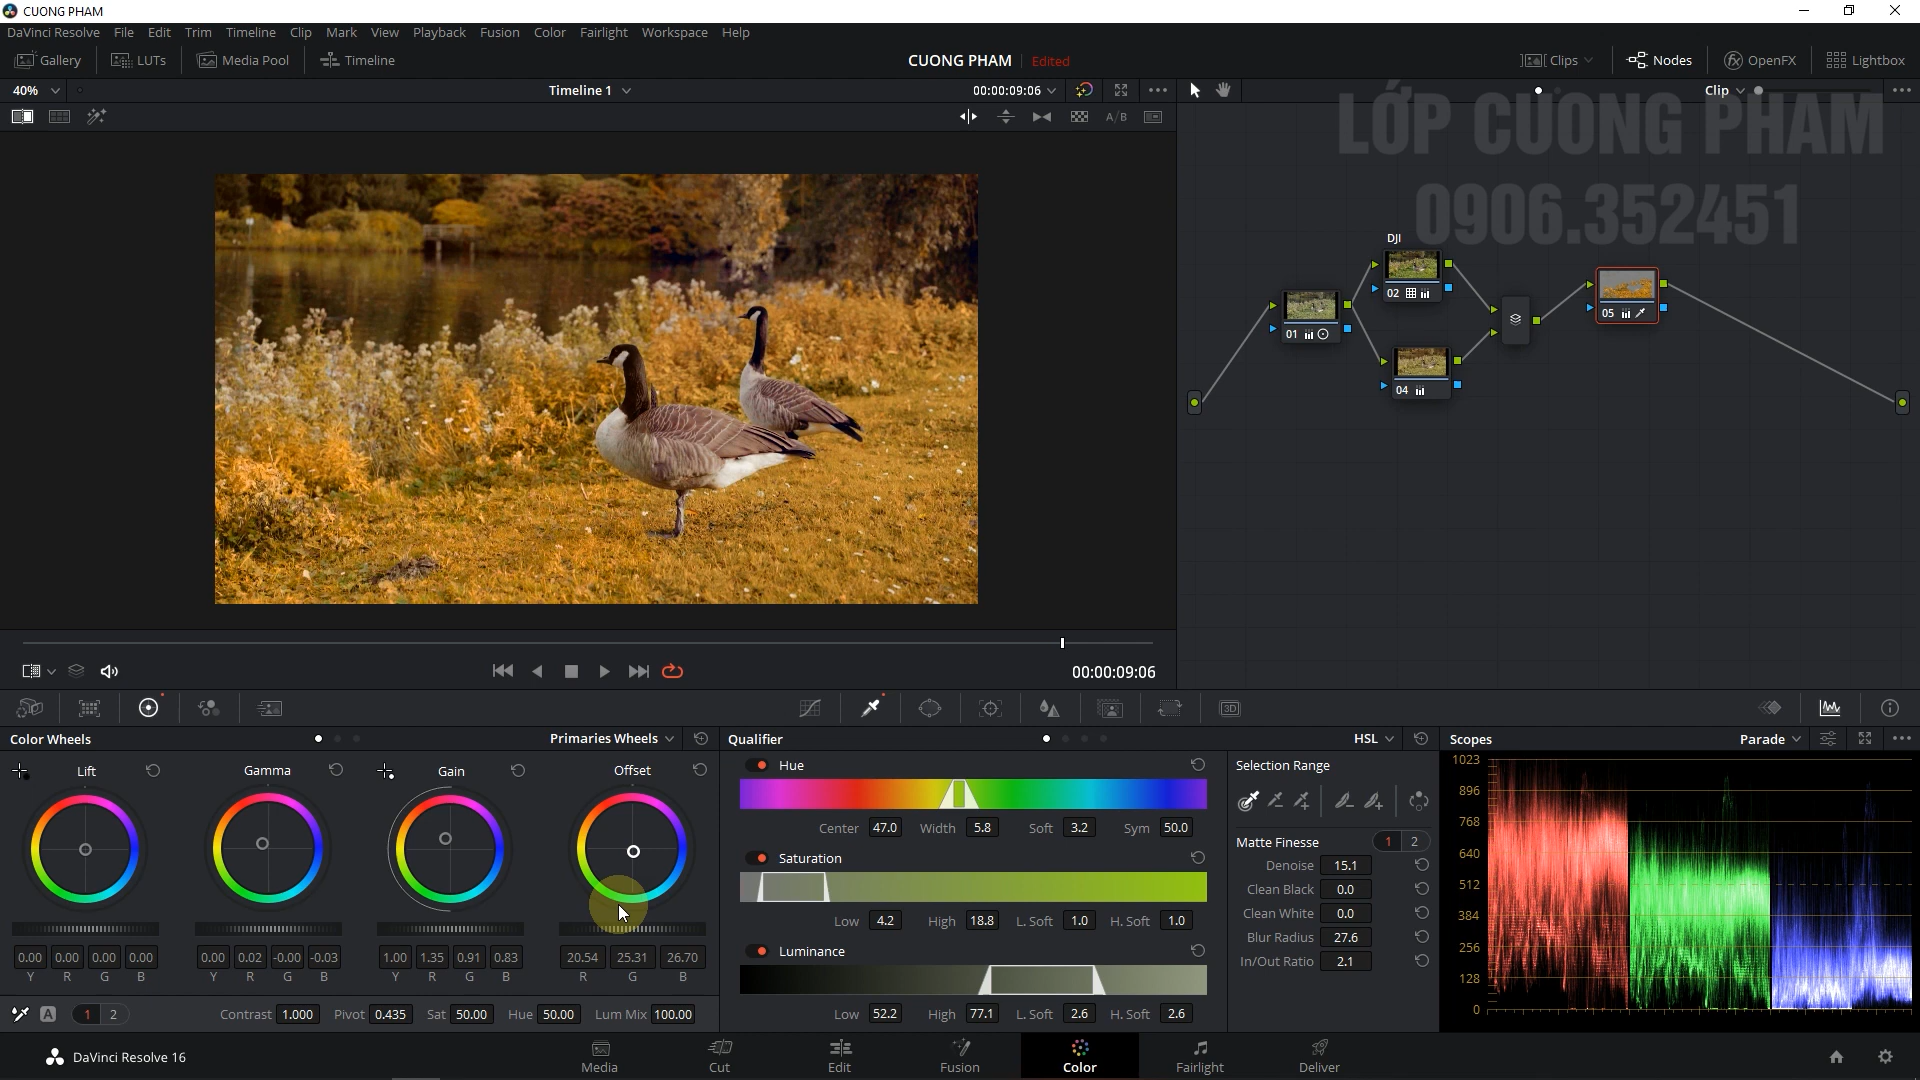 CUONG PHAM
DaVinci Resolve File Edit Trim Timeline Clip Mark View Playback Fusion Color Fairlight Workspace Help
Gallery LUTs Media Pool Timeline CUONG PHAM Edited Clips Nodes OpenFX Lightbox
40% Timeline 1 00:00:09:06 Clip
A/B
LỚP CUONG PHAM
0906.352451
DJI
02
01
05
04
00:00:09:06
3D
Color Wheels Primaries Wheels Qualifier HSL Scopes Parade
Lift Gamma Gain Offset
0.00 0.00 0.00 0.00 0.00 0.02 -0.00 -0.03 1.00 1.35 0.91 0.83 20.54 25.31 26.70
Y R G B Y R G B Y R G B R G B
A 1 2 Contrast 1.000 Pivot 0.435 Sat 50.00 Hue 50.00 Lum Mix 100.00
Hue
Center 47.0 Width 5.8 Soft 3.2 Sym 50.0
Saturation
Low 4.2 High 18.8 L. Soft 1.0 H. Soft 1.0
Luminance
Low 52.2 High 77.1 L. Soft 2.6 H. Soft 2.6
Selection Range
Matte Finesse 1 2
Denoise 15.1
Clean Black 0.0
Clean White 0.0
Blur Radius 27.6
In/Out Ratio 2.1
1023
896
768
640
512
384
256
128
0
DaVinci Resolve 16 Media Cut Edit Fusion Color Fairlight Deliver